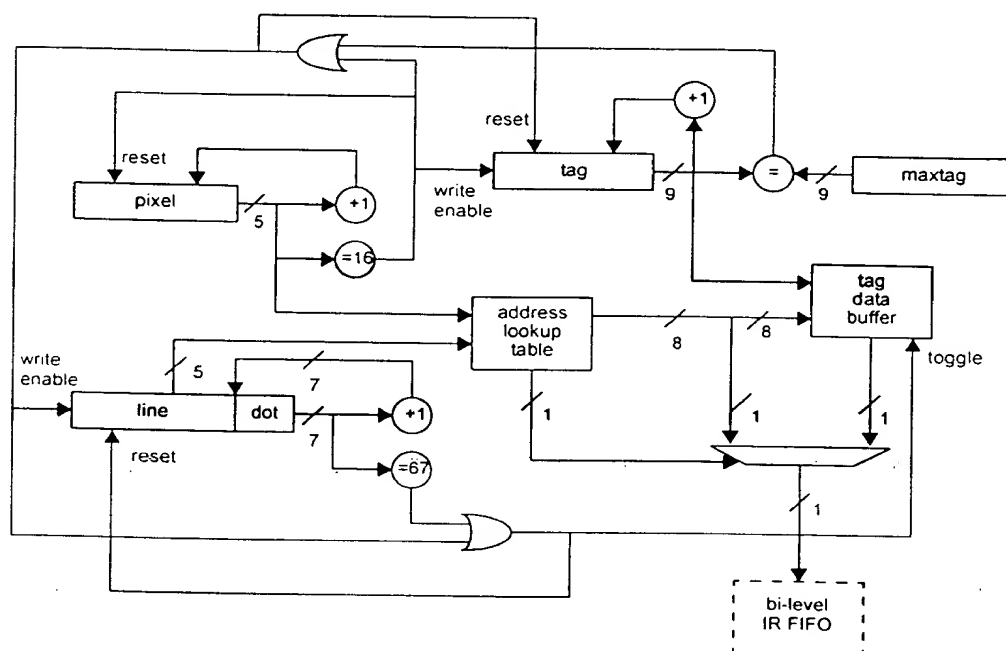 reset
+1
reset
reset
tag
=
maxtag
9
9
pixel
5
+1
write
enable
=16
tag
data
buffer
address
lookup
table
8
8
toggle
write
enable
5
7
line
dot
7
+1
1
1
1
reset
=67
1
bi-level
IR FIFO